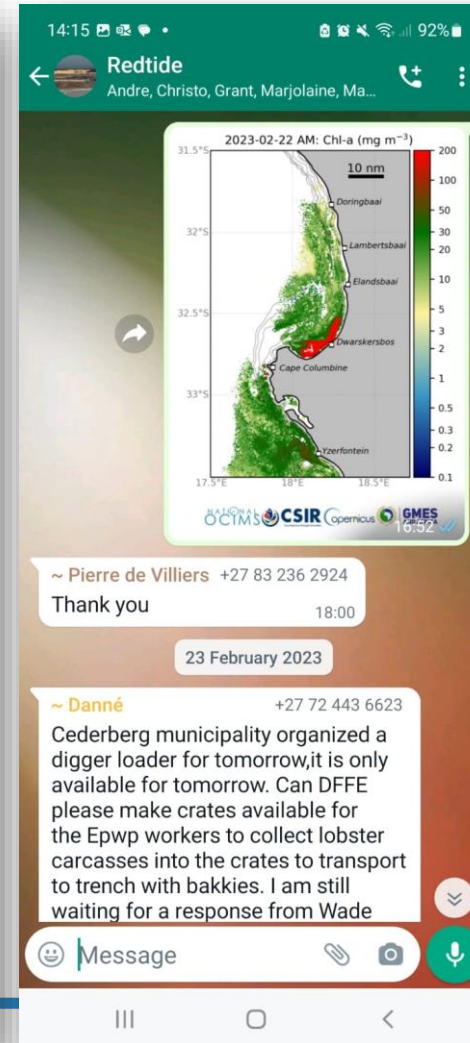 14:15
92%
Redtide
Andre, Christo, Grant, Marjolaine, Ma...
2023-02-22 AM: Chl-a (mg m⁻³)
31.5°S
32°S
32.5°S
33°S
17.5°E
18°E
18.5°E
10 nm
Doringbaai
Lambertsbaai
Elandsbaai
Dwarskersbos
Cape Columbine
Yzerfontein
200
100
50
30
20
10
5
3
2
1
0.5
0.3
0.2
0.1
NATIONAL
OCIMS CSIR Copernicus GMES
16:52
~ Pierre de Villiers +27 83 236 2924
Thank you
18:00
23 February 2023
~ Danné +27 72 443 6623
Cederberg municipality organized a
digger loader for tomorrow,it is only
available for tomorrow. Can DFFE
please make crates available for
the Epwp workers to collect lobster
carcasses into the crates to transport
to trench with bakkies. I am still
waiting for a response from Wade
Message